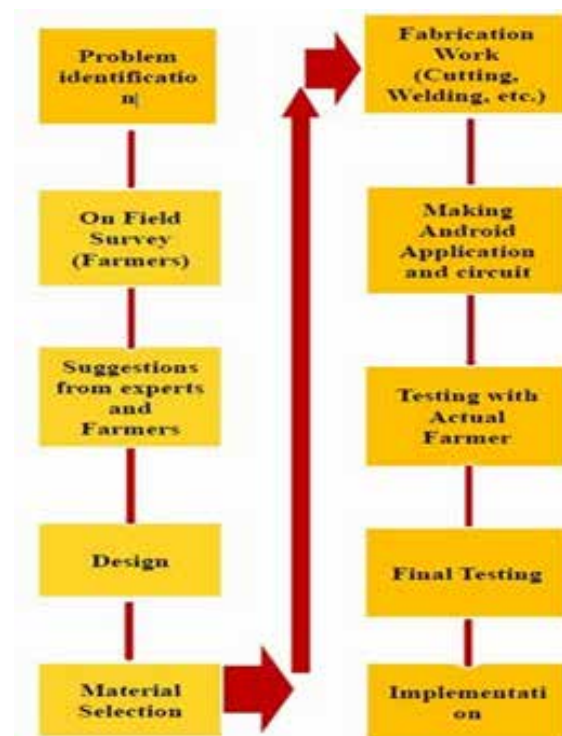 Problem
identificatio
n|
On Field
Survey
(Farmers)
Suggestions
from experts
and
Farmers
Design
Material
Selection
Fabrication
Work
(Cutting,
Welding, etc.)
Making
Android
Application
and circuit
Testing with
Actual
Farmer
Final Testing
Implementati
on